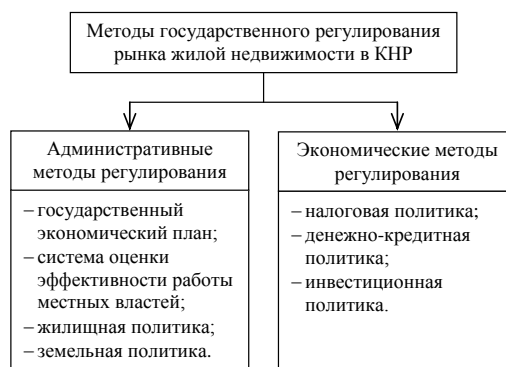 Методы государственного регулирования
рынка жилой недвижимости в КНР
Административные
методы регулирования
– государственный
экономический план;
– система оценки
эффективности работы
местных властей;
– жилищная политика;
– земельная политика.
Экономические методы
регулирования
– налоговая политика;
– денежно-кредитная
политика;
– инвестиционная
политика.